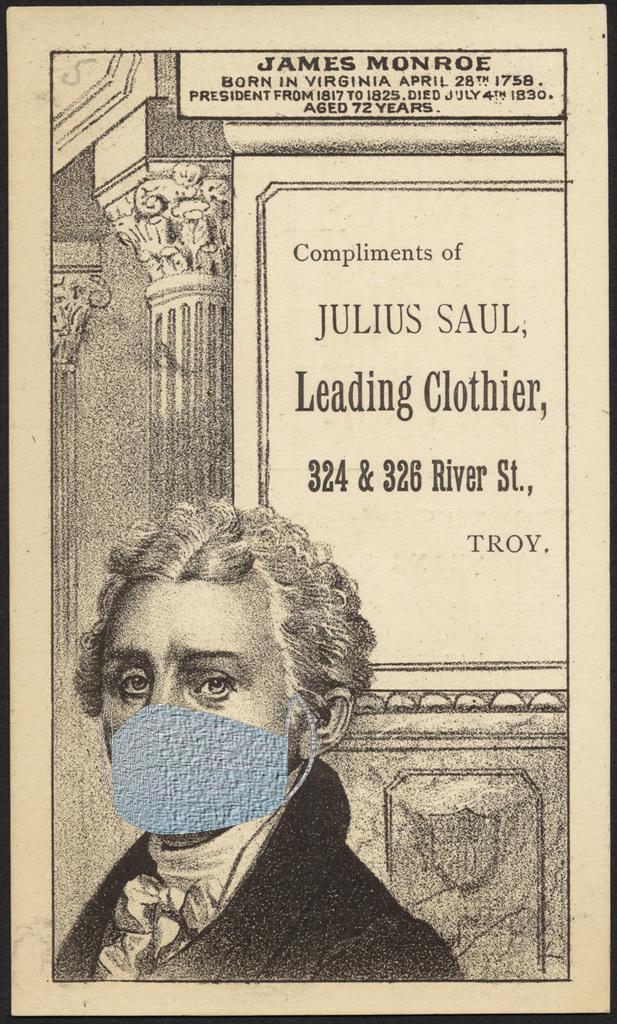 5
JAMES MONROE
BORN IN VIRGINIA APRIL 28TH 1758.
PRESIDENT FROM 1817 TO 1825. DIED JULY 4TH 1830.
AGED 72 YEARS.
Compliments of
JULIUS SAUL,
Leading Clothier,
324 & 326 River St.,
TROY.